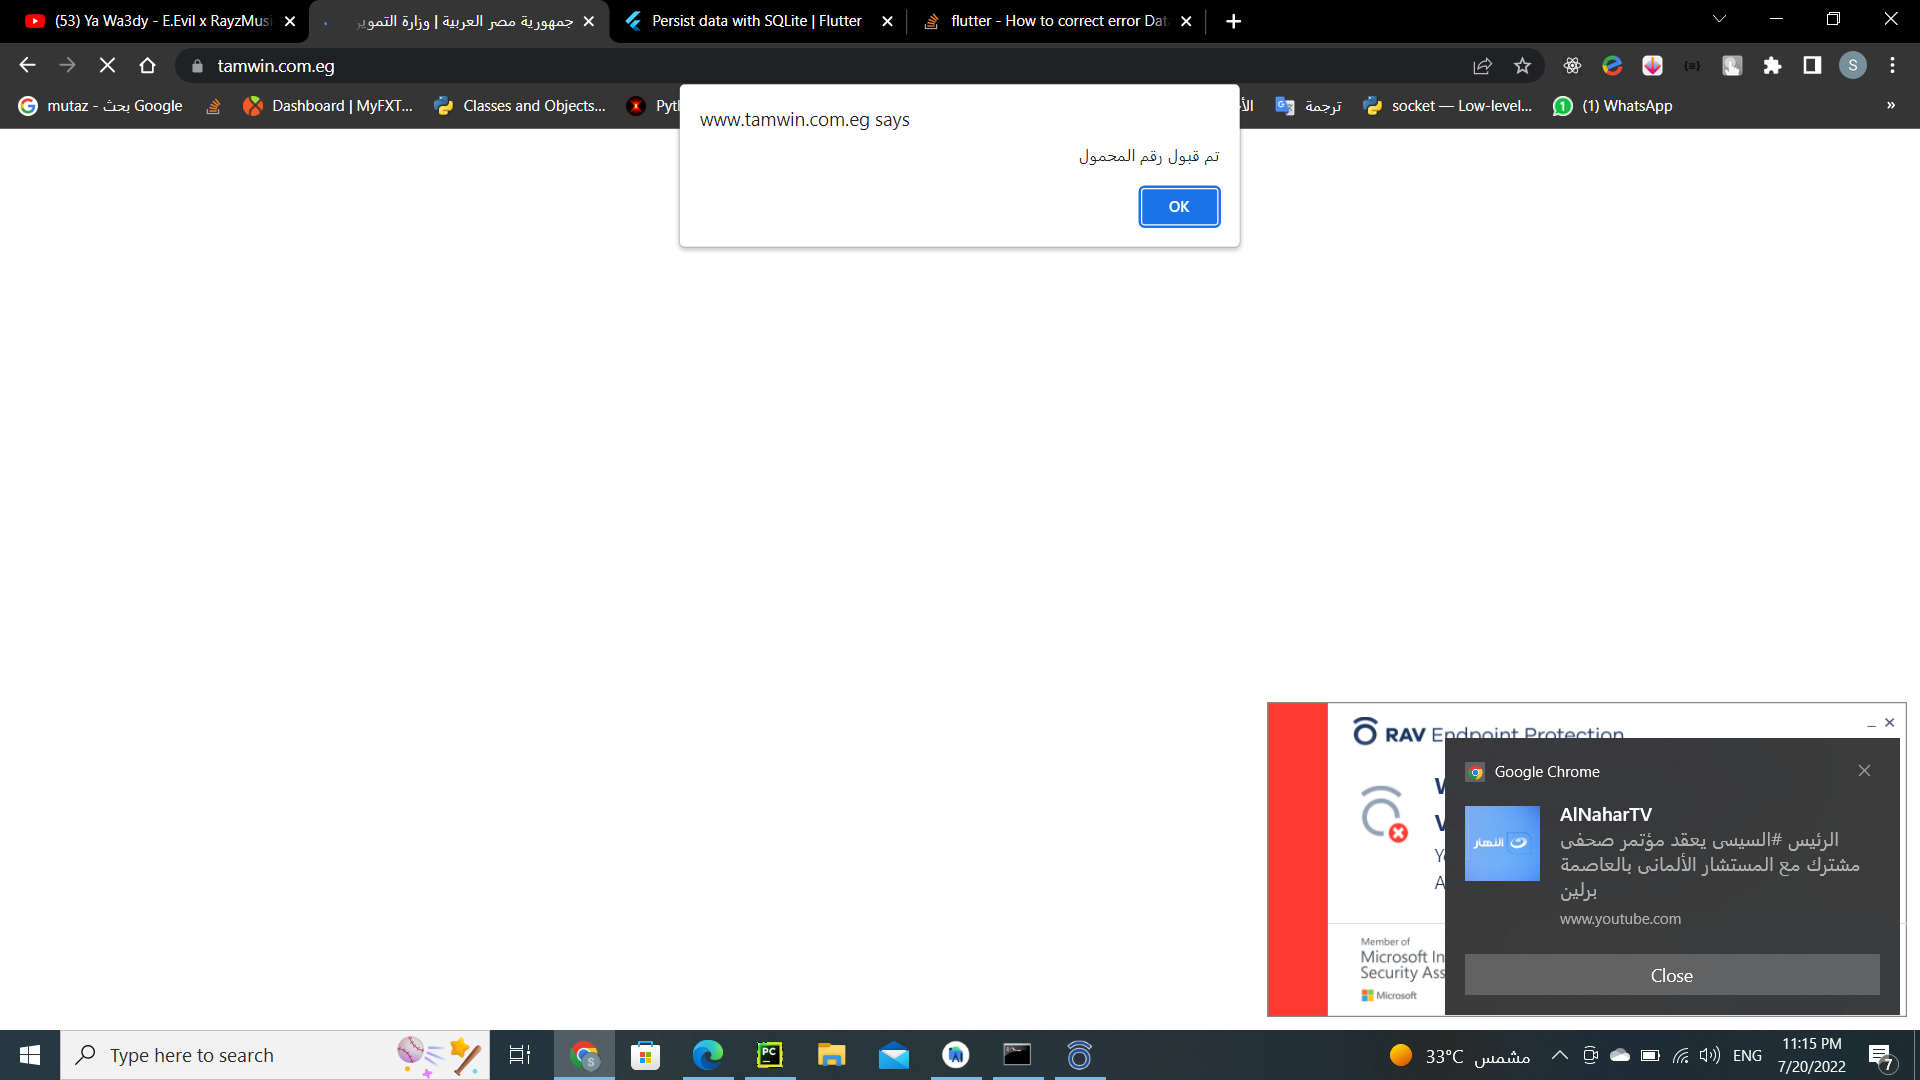 (53) Ya Wa3dy - E.Evil x RayzMusi
جمهورية مصر العربية | وزارة التموين
Persist data with SQLite | Flutter
flutter - How to correct error Dat
tamwin.com.eg
S
mutaz - بحث Google
Dashboard | MyFXT...
Classes and Objects...
ترجمة
socket — Low-level...
(1) WhatsApp
»
www.tamwin.com.eg says
تم قبول رقم المحمول
OK
RAV Endpoint Protection
Google Chrome
AlNaharTV
الرئيس #السيسى يعقد مؤتمر صحفى
مشترك مع المستشار الألمانى بالعاصمة
برلين
www.youtube.com
Close
النهار
Member of
Microsoft In
Security Ass
Microsoft
Type here to search
33°C مشمس
ENG
11:15 PM
7/20/2022
7